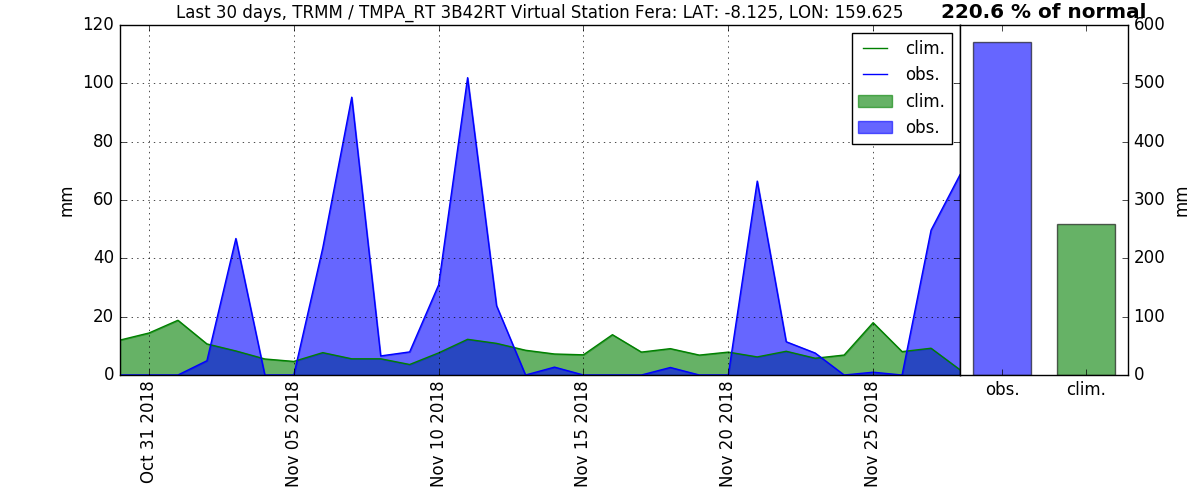 Last 30 days, TRMM / TMPA_RT 3B42RT Virtual Station Fera: LAT: -8.125, LON: 159.625
220.6 % of normal
120
100
80
60
40
20
0
mm
clim.
obs.
clim.
obs.
600
500
400
300
200
100
0
mm
Oct 31 2018
Nov 05 2018
Nov 10 2018
Nov 15 2018
Nov 20 2018
Nov 25 2018
obs.
clim.